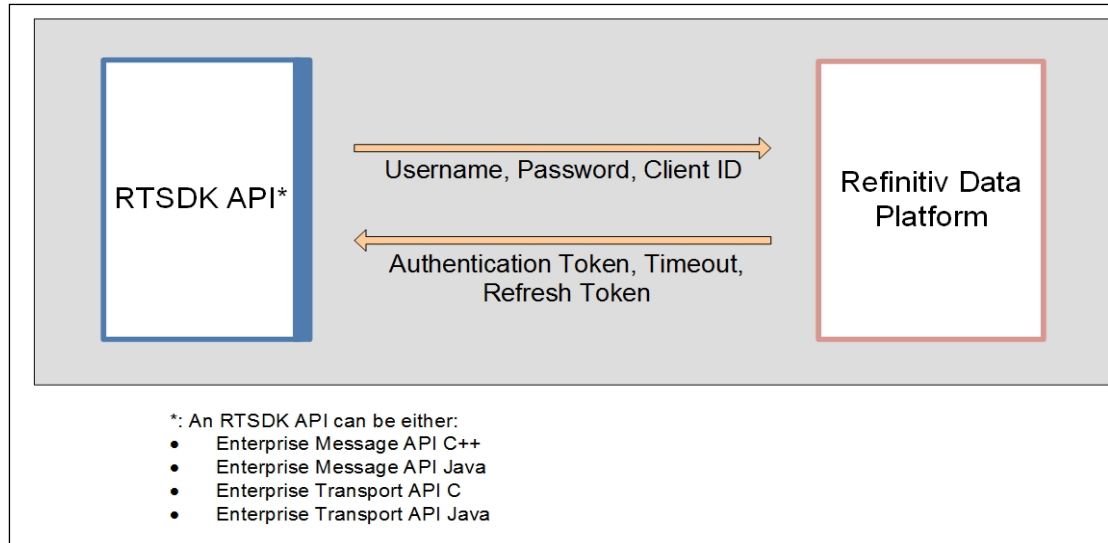 RTSDK API*
Username, Password, Client ID
Authentication Token, Timeout,
Refresh Token
Refinitiv Data
Platform
*: An RTSDK API can be either:
• Enterprise Message API C++
• Enterprise Message API Java
• Enterprise Transport API C
• Enterprise Transport API Java